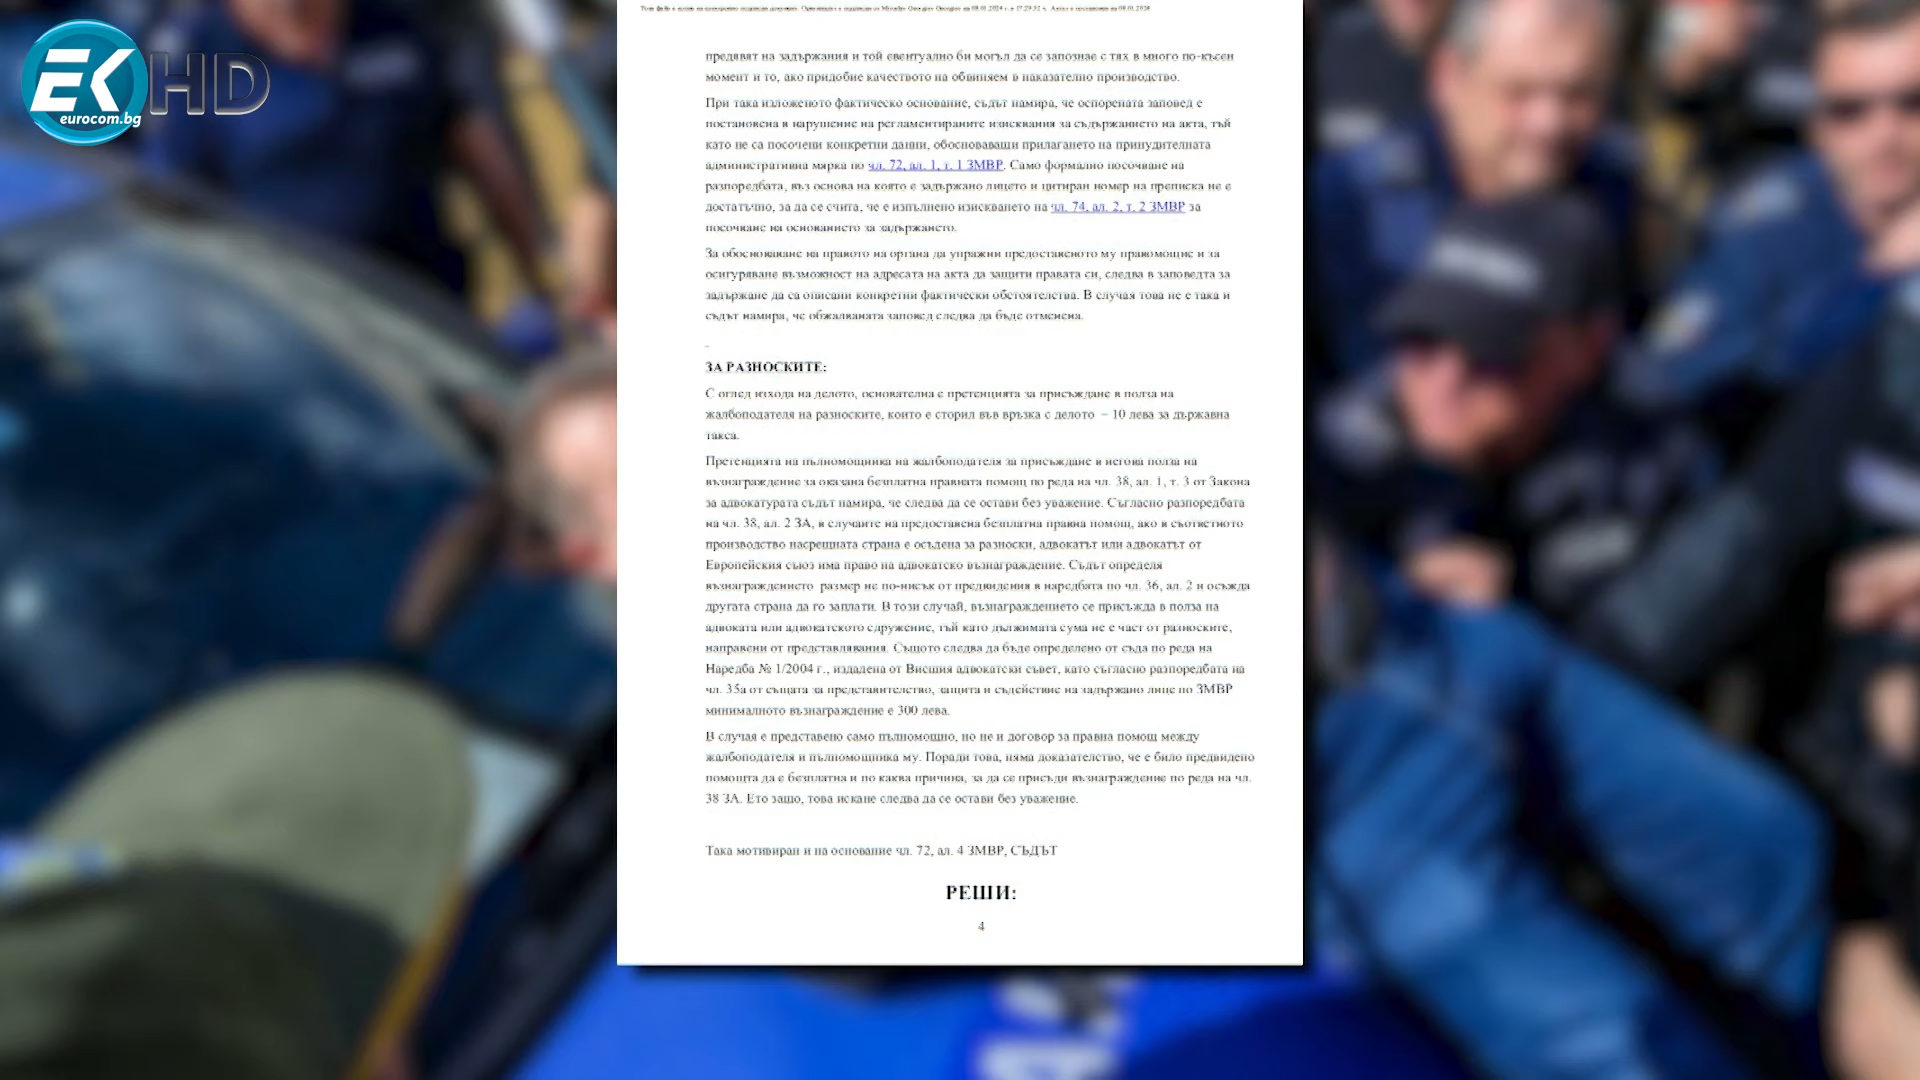 EK HD
eurocom.bg
предявят на задържания и той евентуално би могъл да се запознае с тях в много по-късен
момент и то, ако придобие качеството на обвиняем в наказателно производство.
При така изложеното фактическо основание, съдът намира, че оспорената заповед е
постановена в нарушение на регламентираните изисквания за съдържанието на акта, тъй
като не са посочени конкретни данни, обосноваващи прилагането на принудителната
административна мярка по чл. 72, ал. 1, т. 1 ЗМВР. Само формално посочване на
разпоредбата, въз основа на която е задържано лицето и цитиран номер на преписка не е
достатъчно, за да се счита, че е изпълнено изискването на чл. 74, ал. 2, т. 2 ЗМВР за
посочване на основанието за задържането.
За обосноваване на правото на органа да упражни предоставеното му правомощие и за
осигуряване възможност на адресата на акта да защити правата си, следва в заповедта за
задържане да са описани конкретни фактически обстоятелства. В случая това не е така и
съдът намира, че обжалваната заповед следва да бъде отменена.
ЗА РАЗНОСКИТЕ:
С оглед изхода на делото, основателна е претенцията за присъждане в полза на
жалбоподателя на разноските, които е сторил във връзка с делото – 10 лева за държавна
такса.
Претенцията на пълномощника на жалбоподателя за присъждане в негова полза на
възнаграждение за оказана безплатна правната помощ по реда на чл. 38, ал. 1, т. 3 от Закона
за адвокатурата съдът намира, че следва да се остави без уважение. Съгласно разпоредбата
на чл. 38, ал. 2 ЗА, в случаите на предоставена безплатна правна помощ, ако в съответното
производство насрещната страна е осъдена за разноски, адвокатът или адвокатът от
Европейския съюз има право на адвокатско възнаграждение. Съдът определя
възнаграждението размер не по-нисък от предвидения в наредбата по чл. 36, ал. 2 и осъжда
другата страна да го заплати. В този случай, възнаграждението се присъжда в полза на
адвоката или адвокатското сдружение, тъй като дължимата сума не е част от разноските,
направени от представлявания. Същото следва да бъде определено от съда по реда на
Наредба № 1/2004 г., издадена от Висшия адвокатски съвет, като съгласно разпоредбата на
чл. 35а от същата за представителство, защита и съдействие на задържано лице по ЗМВР
минималното възнаграждение е 300 лева.
В случая е представено само пълномощно, но не и договор за правна помощ между
жалбоподателя и пълномощника му. Поради това, няма доказателство, че е било предвидено
помощта да е безплатна и по каква причина, за да се присъди възнаграждение по реда на чл.
38 ЗА. Ето защо, това искане следва да се остави без уважение.
Така мотивиран и на основание чл. 72, ал. 4 ЗМВР, СЪДЪТ
РЕШИ:
4